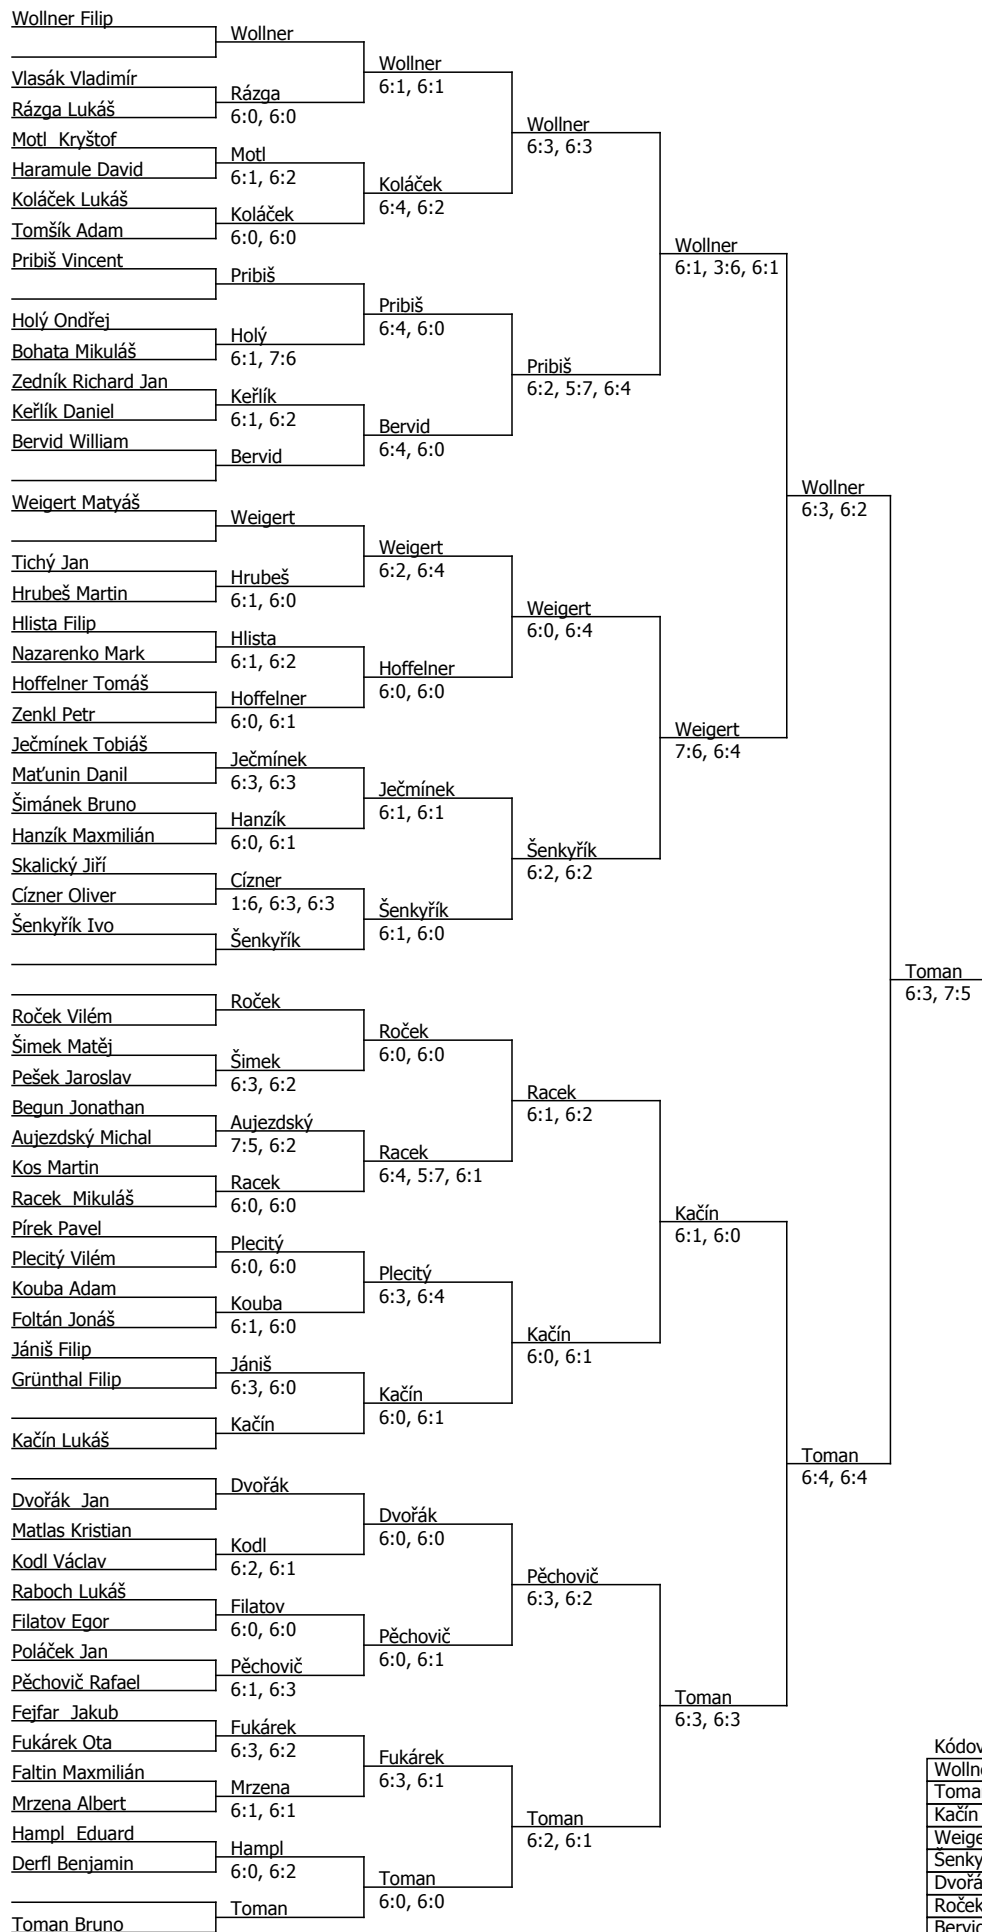 Wollner Filip
Vlasák Vladimír
Rázga Lukáš
Motl Kryštof
Haramule David
Koláček Lukáš
Tomšík Adam
Pribiš Vincent
Holý Ondřej
Bohata Mikuláš
Zedník Richard Jan
Keřlík Daniel
Bervid William
Weigert Matyáš
Tichý Jan
Hrubeš Martin
Hlista Filip
Nazarenko Mark
Hoffelner Tomáš
Zenkl Petr
Ječmínek Tobiáš
Maťunin Danil
Šimánek Bruno
Hanzík Maxmilián
Skalický Jiří
Cízner Oliver
Šenkyřík Ivo
Roček Vilém
Šimek Matěj
Pešek Jaroslav
Begun Jonathan
Aujezdský Michal
Kos Martin
Racek Mikuláš
Pírek Pavel
Plecitý Vilém
Kouba Adam
Foltán Jonáš
Jániš Filip
Grünthal Filip
Kačín Lukáš
Dvořák Jan
Matlas Kristian
Kodl Václav
Raboch Lukáš
Filatov Egor
Poláček Jan
Pěchovič Rafael
Fejfar Jakub
Fukárek Ota
Faltin Maxmilián
Mrzena Albert
Hampl Eduard
Derfl Benjamin
Toman Bruno
Wollner
Rázga
6:0, 6:0
Motl
6:1, 6:2
Koláček
6:0, 6:0
Pribiš
Holý
6:1, 7:6
Keřlík
6:1, 6:2
Bervid
Weigert
Hrubeš
6:1, 6:0
Hlista
6:1, 6:2
Hoffelner
6:0, 6:1
Ječmínek
6:3, 6:3
Hanzík
6:0, 6:1
Cízner
1:6, 6:3, 6:3
Šenkyřík
Roček
Šimek
6:3, 6:2
Aujezdský
7:5, 6:2
Racek
6:0, 6:0
Plecitý
6:0, 6:0
Kouba
6:1, 6:0
Jániš
6:3, 6:0
Kačín
Dvořák
Kodl
6:2, 6:1
Filatov
6:0, 6:0
Pěchovič
6:1, 6:3
Fukárek
6:3, 6:2
Mrzena
6:1, 6:1
Hampl
6:0, 6:2
Toman
Wollner
6:1, 6:1
Koláček
6:4, 6:2
Pribiš
6:4, 6:0
Bervid
6:4, 6:0
Weigert
6:2, 6:4
Hoffelner
6:0, 6:0
Ječmínek
6:1, 6:1
Šenkyřík
6:1, 6:0
Roček
6:0, 6:0
Racek
6:4, 5:7, 6:1
Plecitý
6:3, 6:4
Kačín
6:0, 6:1
Dvořák
6:0, 6:0
Pěchovič
6:0, 6:1
Fukárek
6:3, 6:1
Toman
6:0, 6:0
Wollner
6:3, 6:3
Pribiš
6:2, 5:7, 6:4
Weigert
6:0, 6:4
Šenkyřík
6:2, 6:2
Racek
6:1, 6:2
Kačín
6:0, 6:1
Pěchovič
6:3, 6:2
Toman
6:2, 6:1
Wollner
6:1, 3:6, 6:1
Weigert
7:6, 6:4
Kačín
6:1, 6:0
Toman
6:3, 6:3
Wollner
6:3, 6:2
Toman
6:4, 6:4
Toman
6:3, 7:5
Kačín
Roček